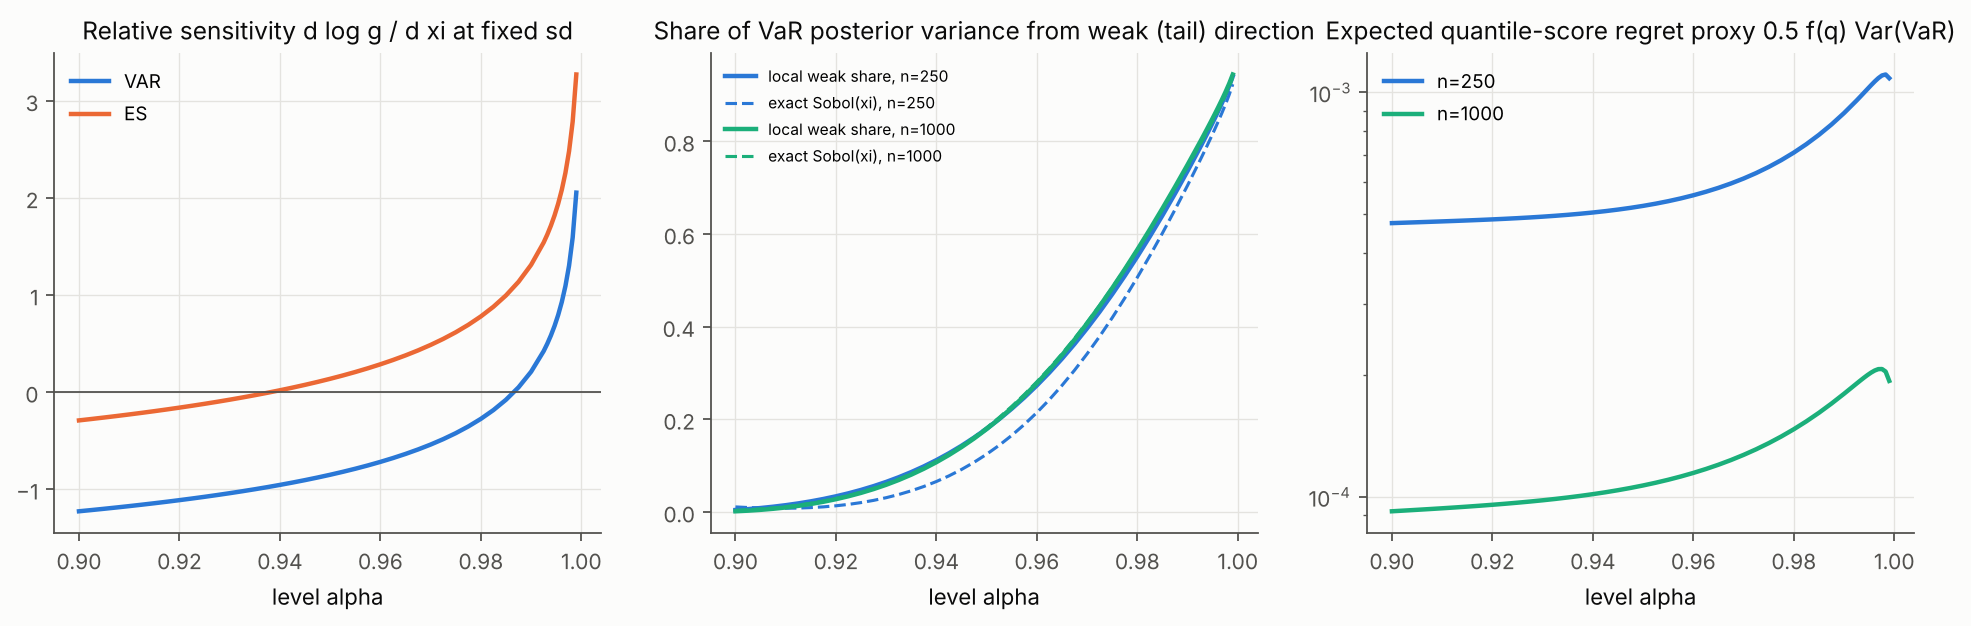 Relative sensitivity d log g / d xi at fixed sd
VAR
ES
3
2
1
0
−1
0.90 0.92 0.94 0.96 0.98 1.00
level alpha
Share of VaR posterior variance from weak (tail) direction
local weak share, n=250
exact Sobol(xi), n=250
local weak share, n=1000
exact Sobol(xi), n=1000
0.8
0.6
0.4
0.2
0.0
0.90 0.92 0.94 0.96 0.98 1.00
level alpha
Expected quantile-score regret proxy 0.5 f(q) Var(VaR)
n=250
n=1000
10⁻³
10⁻⁴
0.90 0.92 0.94 0.96 0.98 1.00
level alpha